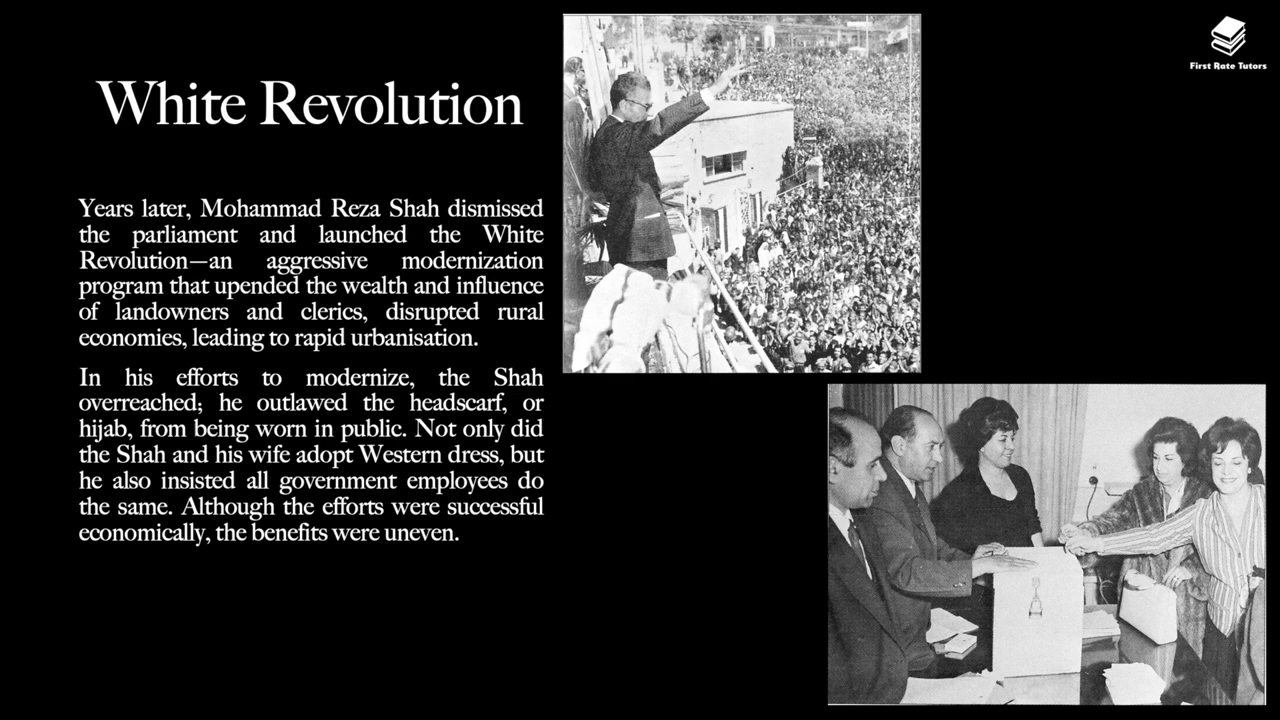 First Rate Tutors
White Revolution
Years later, Mohammad Reza Shah dismissed
the parliament and launched the White
Revolution—an aggressive modernization
program that upended the wealth and influence
of landowners and clerics, disrupted rural
economies, leading to rapid urbanisation.
In his efforts to modernize, the Shah
overreached; he outlawed the headscarf, or
hijab, from being worn in public. Not only did
the Shah and his wife adopt Western dress, but
he also insisted all government employees do
the same. Although the efforts were successful
economically, the benefits were uneven.